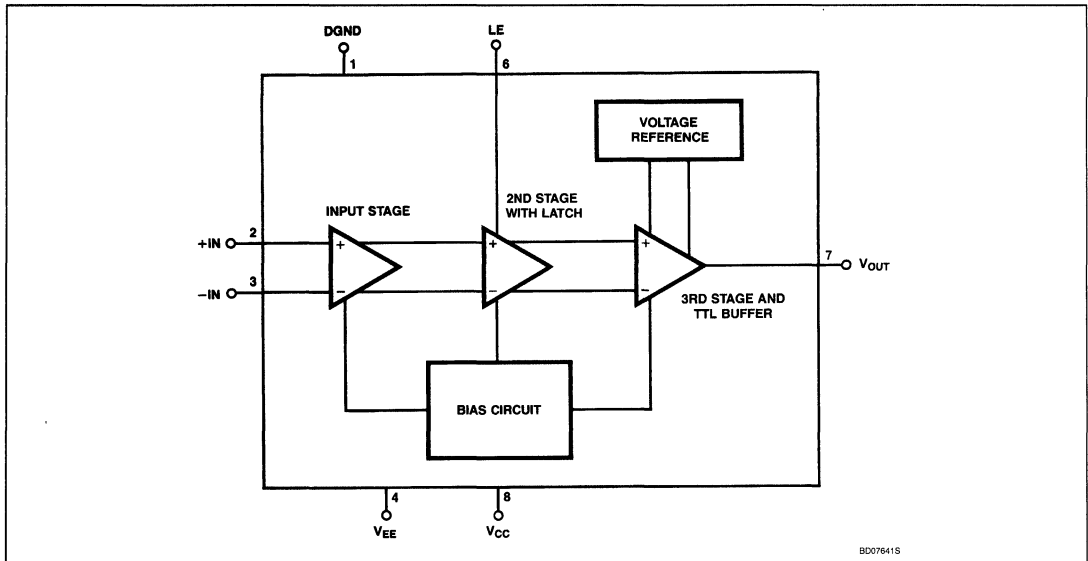 DGND
LE
1
6
VOLTAGE
REFERENCE
2ND STAGE
WITH LATCH
INPUT STAGE
+IN
2
+
+
+
7
VOUT
−IN
3
−
−
−
3RD STAGE AND
TTL BUFFER
BIAS CIRCUIT
4
8
VEE
VCC
BD07641S